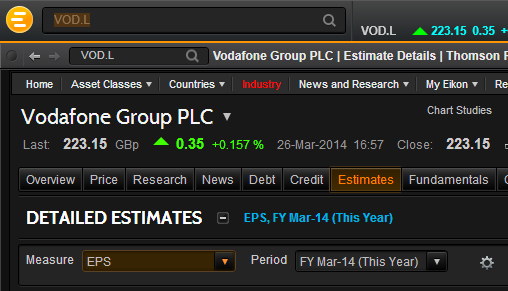 VOD.L
VOD.L 223.15 0.35
VOD.L Vodafone Group PLC | Estimate Details | Thomson
Home Asset Classes Countries Industry News and Research My Eikon
Chart Studies
Vodafone Group PLC
Last: 223.15 GBp 0.35 +0.157 % 26-Mar-2014 16:57 Close: 223.15
Overview Price Research News Debt Credit Estimates Fundamentals
DETAILED ESTIMATES EPS, FY Mar-14 (This Year)
Measure EPS Period FY Mar-14 (This Year)